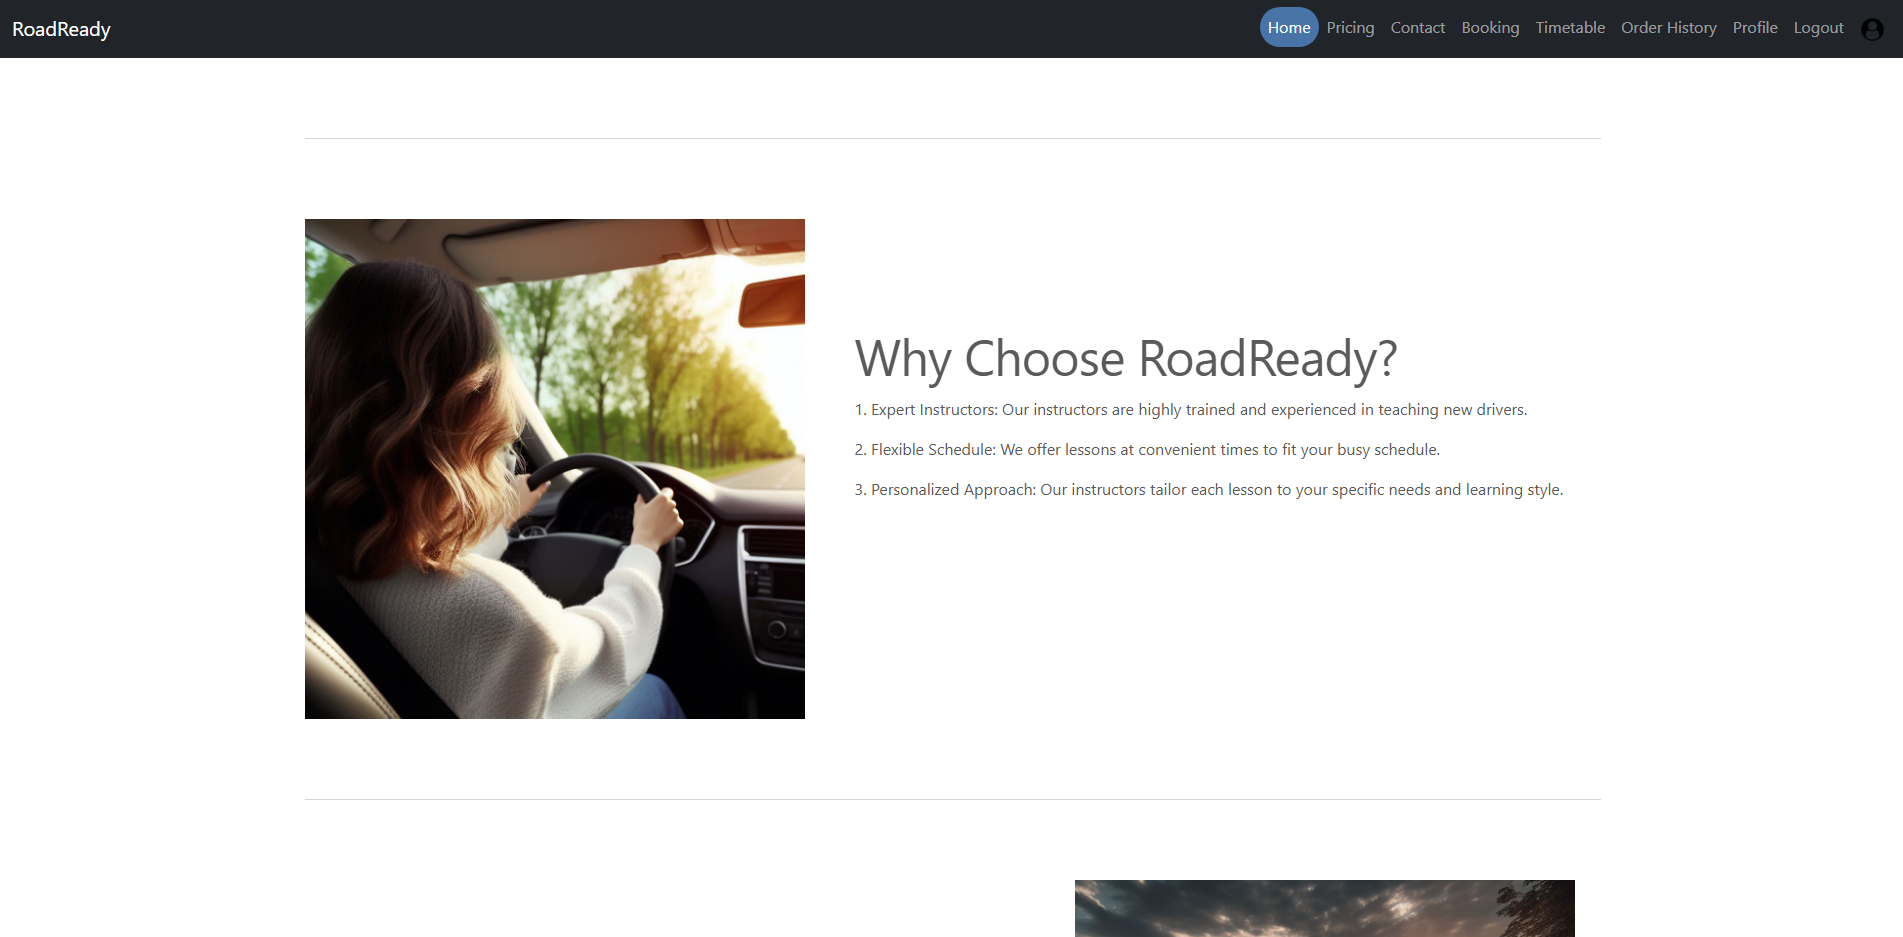 RoadReady
Home Pricing Contact Booking Timetable Order History Profile Logout
Why Choose RoadReady?
1. Expert Instructors: Our instructors are highly trained and experienced in teaching new drivers.
2. Flexible Schedule: We offer lessons at convenient times to fit your busy schedule.
3. Personalized Approach: Our instructors tailor each lesson to your specific needs and learning style.